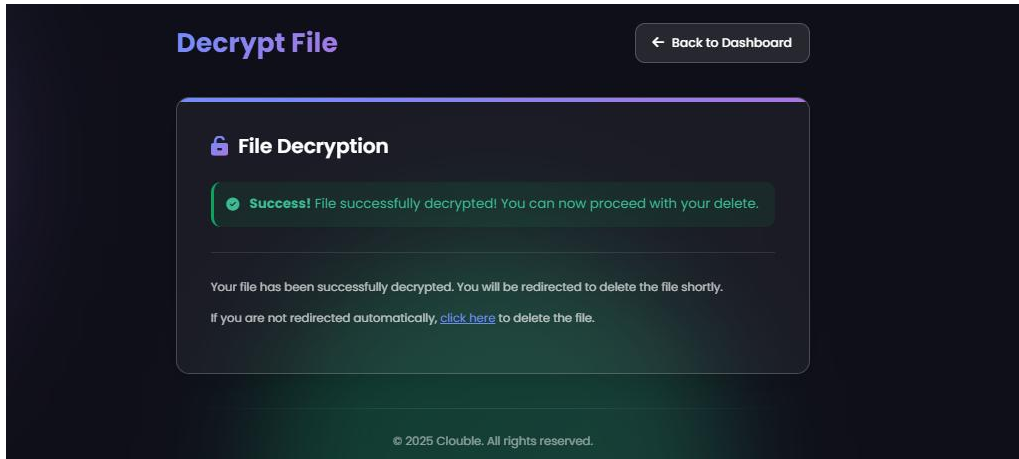 Decrypt File
Back to Dashboard
File Decryption
Success! File successfully decrypted! You can now proceed with your delete.
Your file has been successfully decrypted. You will be redirected to delete the file shortly.
If you are not redirected automatically, click here to delete the file.
© 2025 Clouble. All rights reserved.